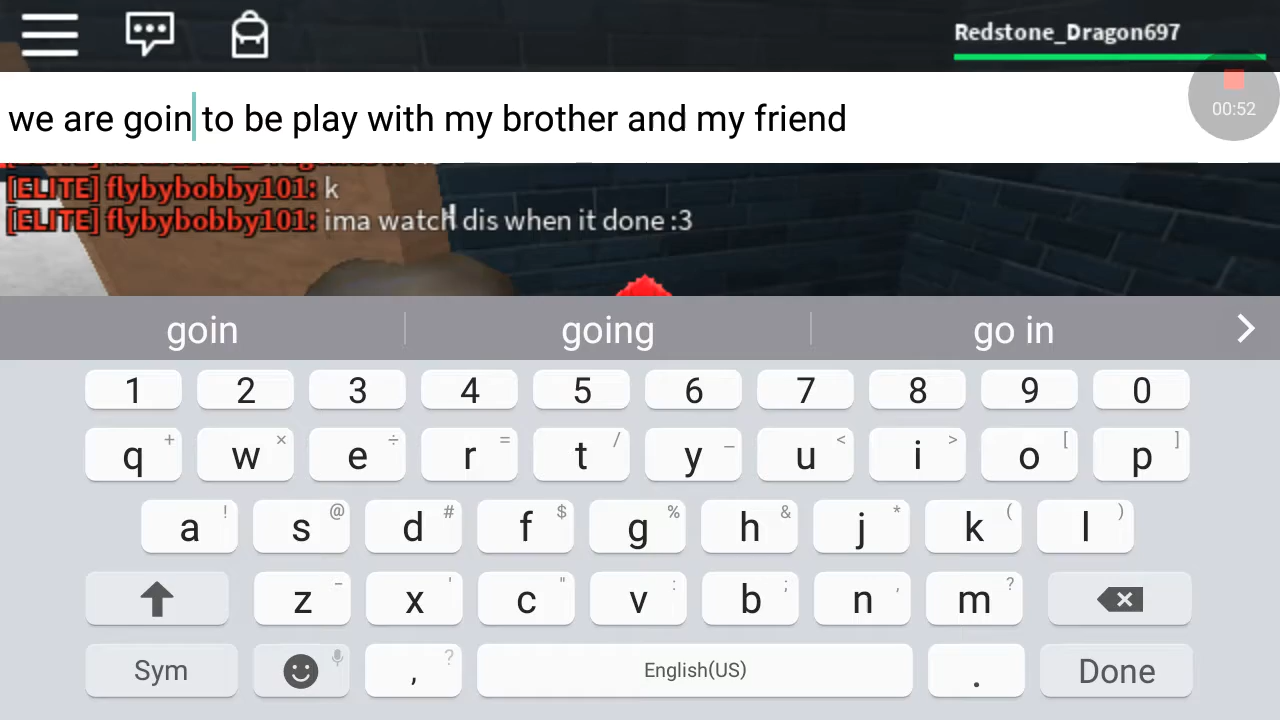 Redstone_Dragon697
00:52
we are goin to be play with my brother and my friend
[ELITE] flybybobby101: k
[ELITE] flybybobby101: ima watch dis when it done :3
goin going go in
1 2 3 4 5 6 7 8 9 0
q + w × e ÷ r = t / y _ u < i > o [ p ]
a ! s @ d # f $ g % h & j * k ( l )
z - x ' c " v : b ; n , m ?
Sym , ? English(US) . Done